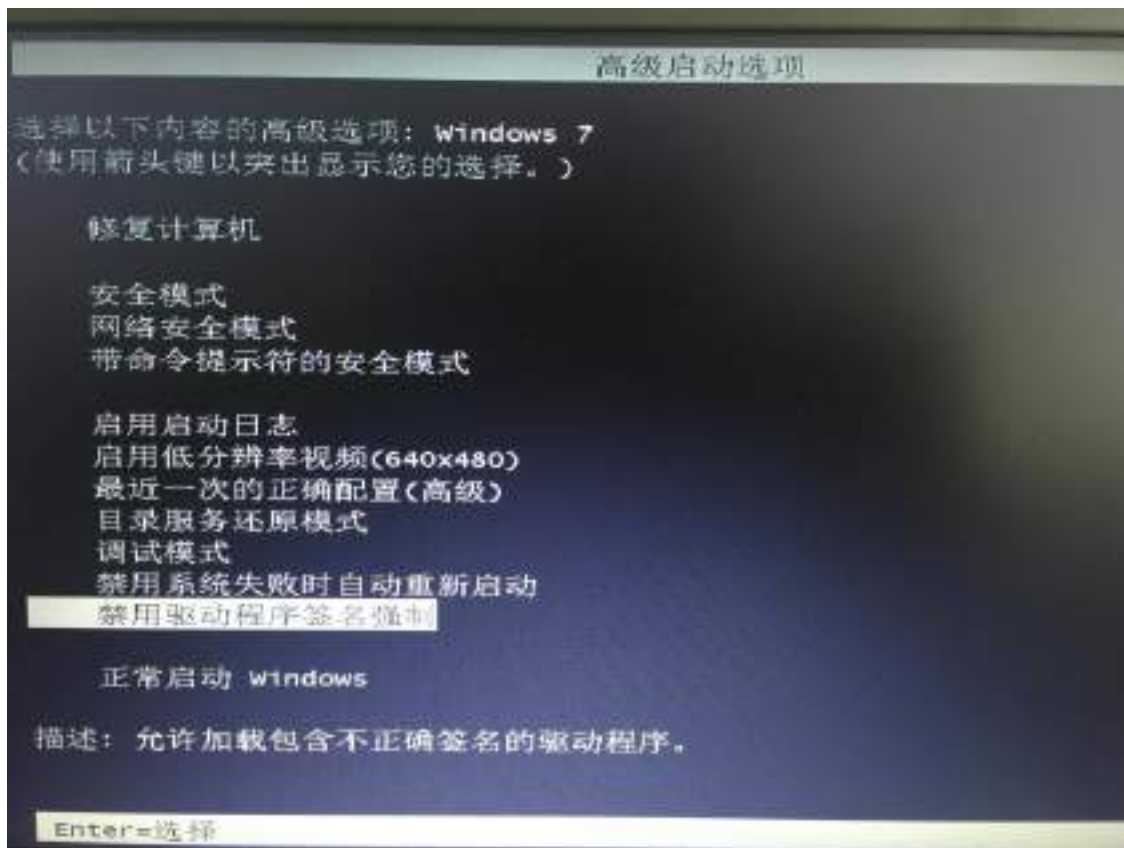 高级启动选项
选择以下内容的高级选项: Windows 7
(使用箭头键以突出显示您的选择。)
修复计算机
安全模式
网络安全模式
带命令提示符的安全模式
启用启动日志
启用低分辨率视频(640x480)
最近一次的正确配置(高级)
目录服务还原模式
调试模式
禁用系统失败时自动重新启动
禁用驱动程序签名强制
正常启动 Windows
描述: 允许加载包含不正确签名的驱动程序。
Enter=选择